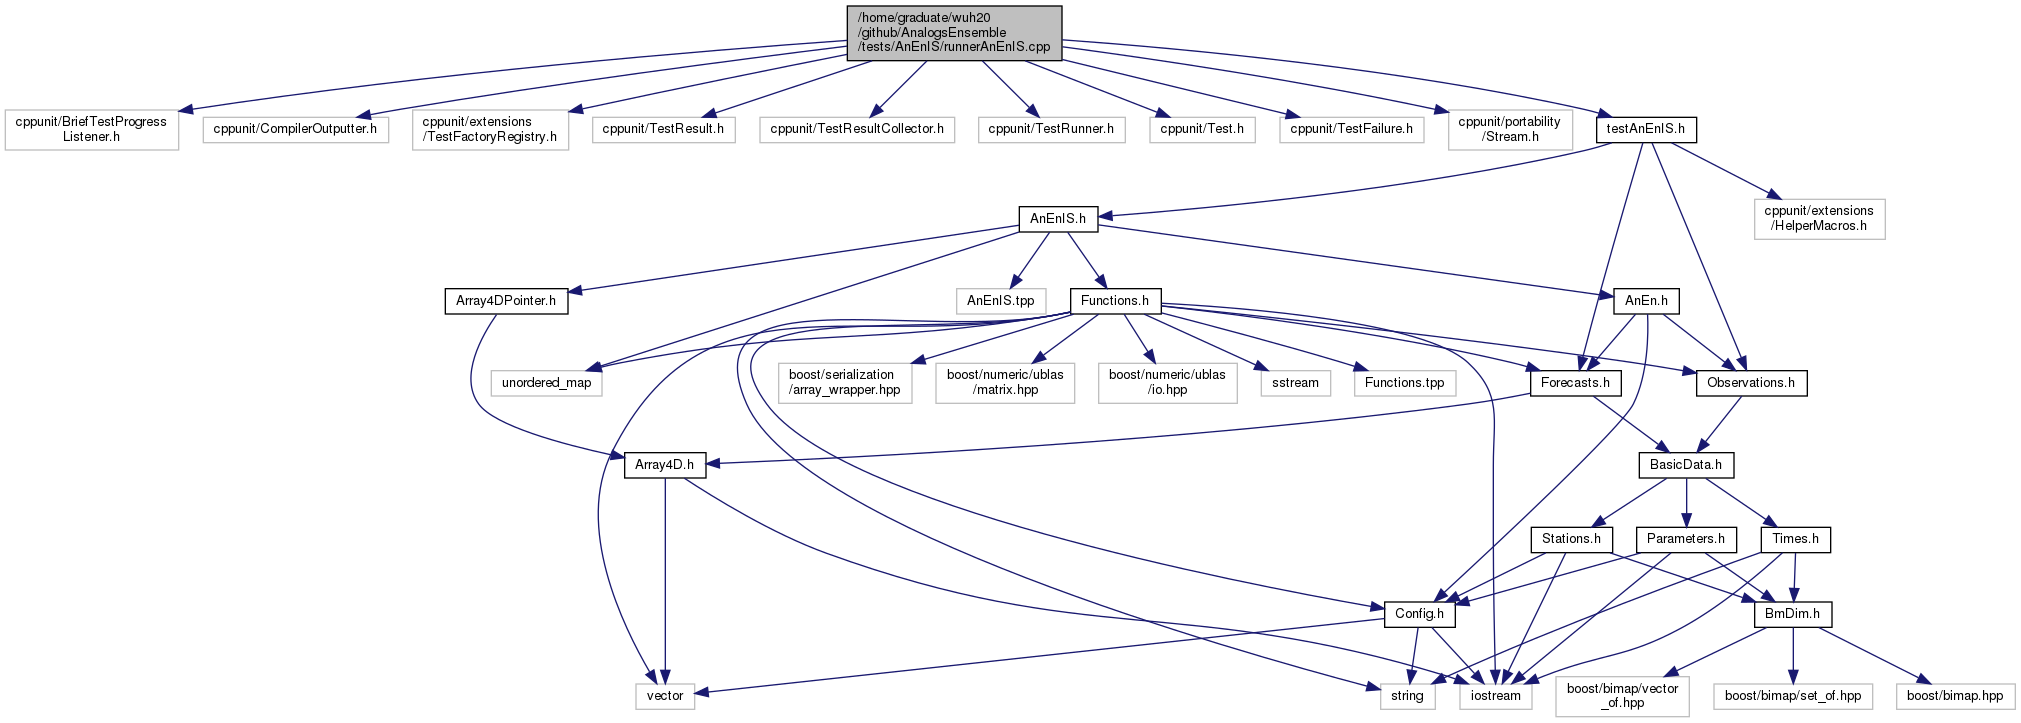 /home/graduate/wuh20
/github/AnalogsEnsemble
/tests/AnEnIS/runnerAnEnIS.cpp
cppunit/BriefTestProgress
Listener.h
cppunit/CompilerOutputter.h
cppunit/extensions
/TestFactoryRegistry.h
cppunit/TestResult.h
cppunit/TestResultCollector.h
cppunit/TestRunner.h
cppunit/Test.h
cppunit/TestFailure.h
cppunit/portability
/Stream.h
testAnEnIS.h
AnEnIS.h
cppunit/extensions
/HelperMacros.h
Array4DPointer.h
AnEnIS.tpp
Functions.h
AnEn.h
unordered_map
boost/serialization
/array_wrapper.hpp
boost/numeric/ublas
/matrix.hpp
boost/numeric/ublas
/io.hpp
sstream
Functions.tpp
Forecasts.h
Observations.h
Array4D.h
BasicData.h
Stations.h
Parameters.h
Times.h
Config.h
BmDim.h
vector
string
iostream
boost/bimap/vector
_of.hpp
boost/bimap/set_of.hpp
boost/bimap.hpp